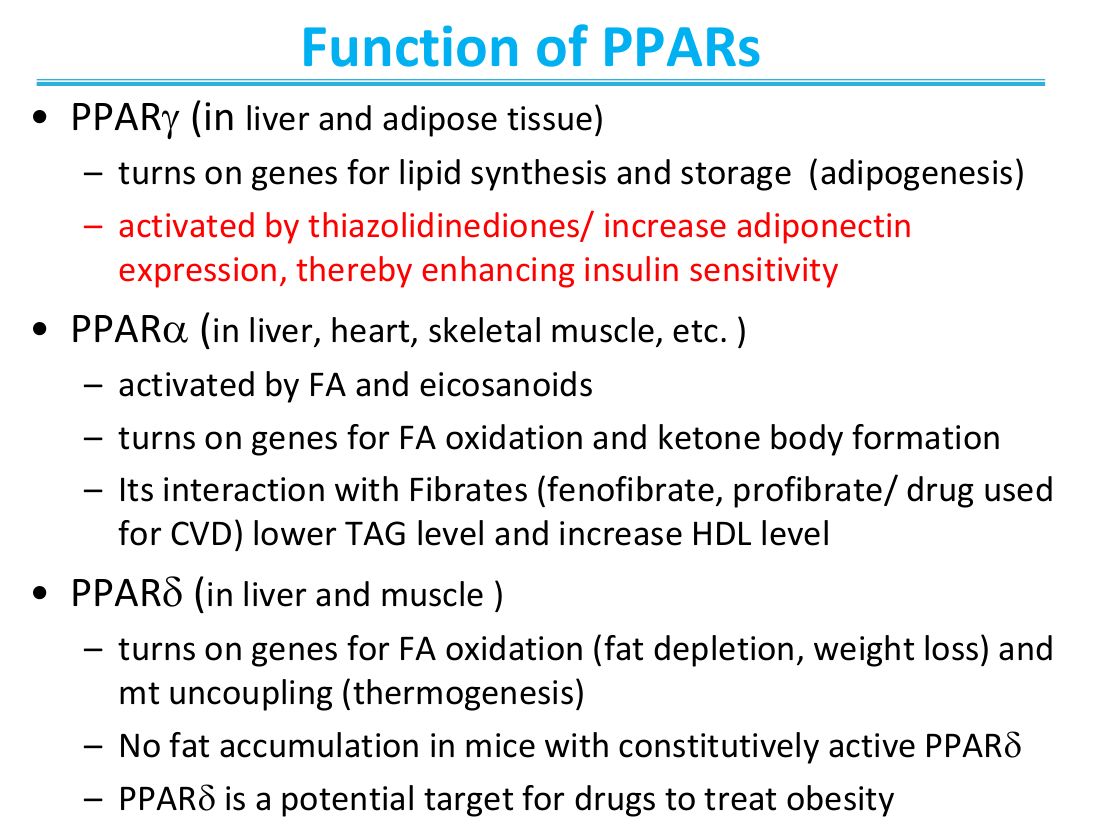 Function of PPARs
• PPARγ (in liver and adipose tissue)
– turns on genes for lipid synthesis and storage (adipogenesis)
– activated by thiazolidinediones/ increase adiponectin
expression, thereby enhancing insulin sensitivity
• PPARα (in liver, heart, skeletal muscle, etc. )
– activated by FA and eicosanoids
– turns on genes for FA oxidation and ketone body formation
– Its interaction with Fibrates (fenofibrate, profibrate/ drug used
for CVD) lower TAG level and increase HDL level
• PPARδ (in liver and muscle )
– turns on genes for FA oxidation (fat depletion, weight loss) and
mt uncoupling (thermogenesis)
– No fat accumulation in mice with constitutively active PPARδ
– PPARδ is a potential target for drugs to treat obesity